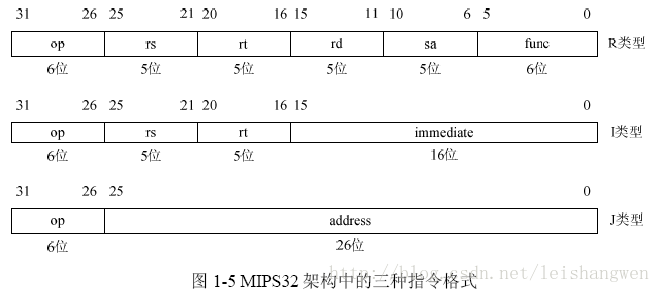 31 26 25 21 20 16 15 11 10 6 5 0
op rs rt rd sa func R类型
6位 5位 5位 5位 5位 6位
31 26 25 21 20 16 15 0
op rs rt immediate I类型
6位 5位 5位 16位
31 26 25 0
op address J类型
6位 26位
图 1-5 MIPS32 架构中的三种指令格式
http://blog.csdn.net/leishangwen